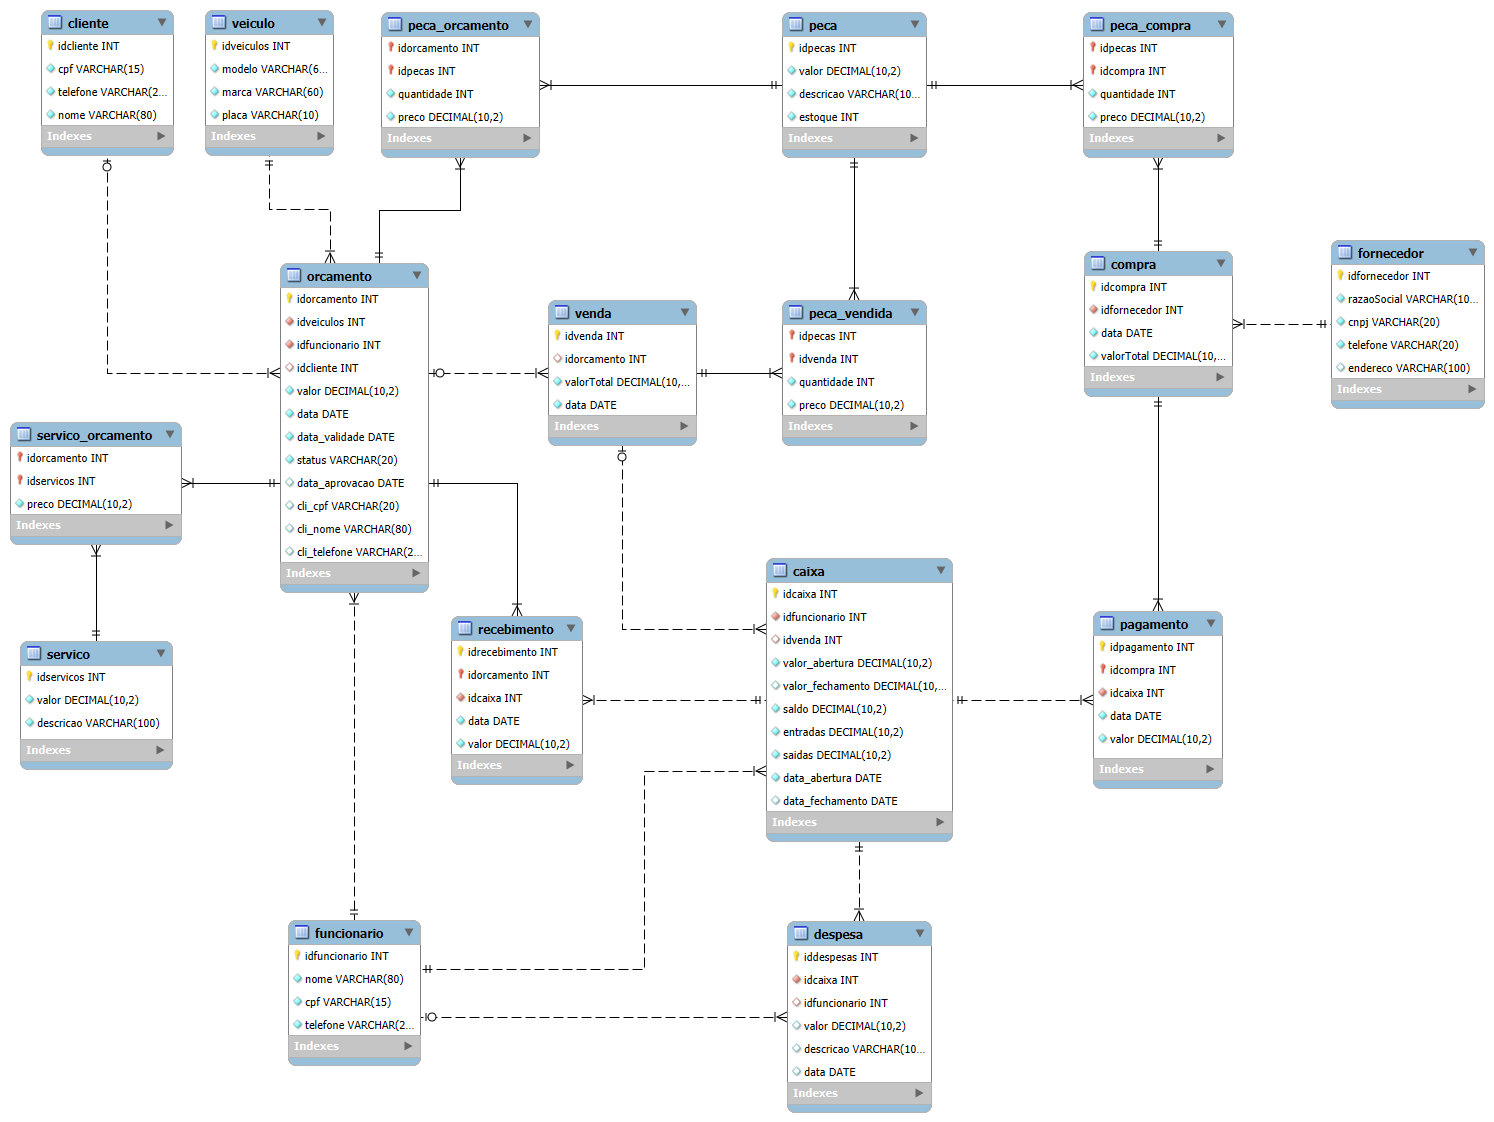 cliente
idcliente INT
cpf VARCHAR(15)
telefone VARCHAR(2...
nome VARCHAR(80)
Indexes
veiculo
idveiculos INT
modelo VARCHAR(6...
marca VARCHAR(60)
placa VARCHAR(10)
Indexes
peca_orcamento
idorcamento INT
idpecas INT
quantidade INT
preco DECIMAL(10,2)
Indexes
peca
idpecas INT
valor DECIMAL(10,2)
descricao VARCHAR(10...
estoque INT
Indexes
peca_compra
idpecas INT
idcompra INT
quantidade INT
preco DECIMAL(10,2)
Indexes
orcamento
idorcamento INT
idveiculos INT
idfuncionario INT
idcliente INT
valor DECIMAL(10,2)
data DATE
data_validade DATE
status VARCHAR(20)
data_aprovacao DATE
cli_cpf VARCHAR(20)
cli_nome VARCHAR(80)
cli_telefone VARCHAR(2...
Indexes
venda
idvenda INT
idorcamento INT
valorTotal DECIMAL(10,...
data DATE
Indexes
peca_vendida
idpecas INT
idvenda INT
quantidade INT
preco DECIMAL(10,2)
Indexes
compra
idcompra INT
idfornecedor INT
data DATE
valorTotal DECIMAL(10,...
Indexes
fornecedor
idfornecedor INT
razaoSocial VARCHAR(10...
cnpj VARCHAR(20)
telefone VARCHAR(20)
endereco VARCHAR(100)
Indexes
servico_orcamento
idorcamento INT
idservicos INT
preco DECIMAL(10,2)
Indexes
servico
idservicos INT
valor DECIMAL(10,2)
descricao VARCHAR(100)
Indexes
recebimento
idrecebimento INT
idorcamento INT
idcaixa INT
data DATE
valor DECIMAL(10,2)
Indexes
caixa
idcaixa INT
idfuncionario INT
idvenda INT
valor_abertura DECIMAL(10,2)
valor_fechamento DECIMAL(10,...
saldo DECIMAL(10,2)
entradas DECIMAL(10,2)
saidas DECIMAL(10,2)
data_abertura DATE
data_fechamento DATE
Indexes
pagamento
idpagamento INT
idcompra INT
idcaixa INT
data DATE
valor DECIMAL(10,2)
Indexes
funcionario
idfuncionario INT
nome VARCHAR(80)
cpf VARCHAR(15)
telefone VARCHAR(2...
Indexes
despesa
iddespesas INT
idcaixa INT
idfuncionario INT
valor DECIMAL(10,2)
descricao VARCHAR(10...
data DATE
Indexes